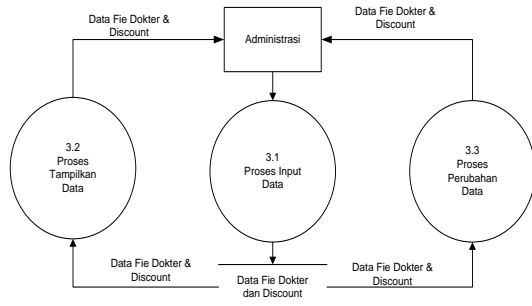 Data Fie Dokter &
Discount
Administrasi
Data Fie Dokter &
Discount
3.2
Proses
Tampilkan
Data
3.1
Proses Input
Data
3.3
Proses
Perubahan
Data
Data Fie Dokter &
Discount
Data Fie Dokter
dan Discount
Data Fie Dokter &
Discount